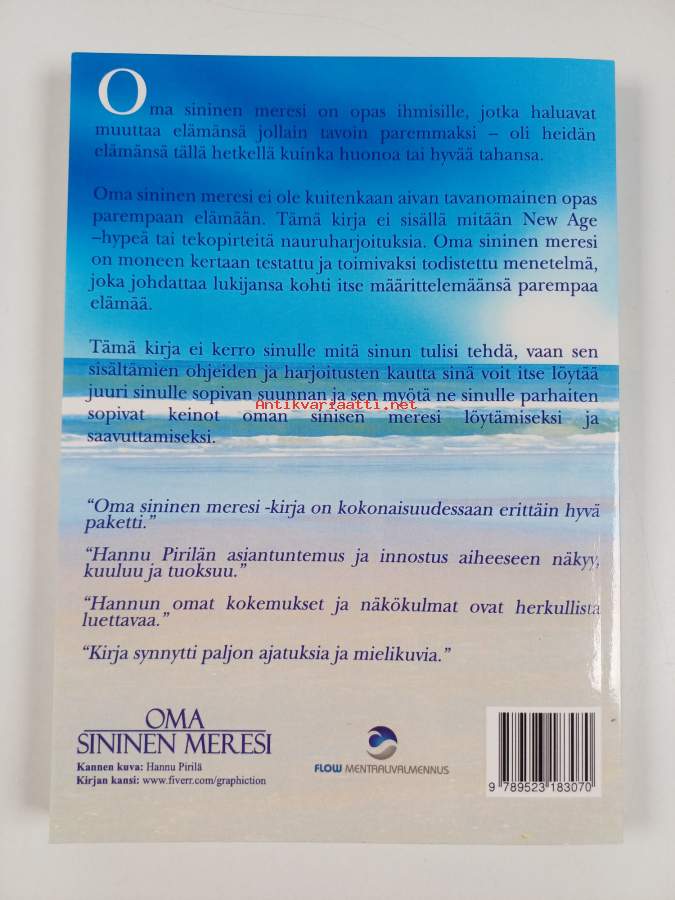 Oma sininen meresi on opas ihmisille, jotka haluavat
muuttaa elämänsä jollain tavoin paremmaksi – oli heidän
elämänsä tällä hetkellä kuinka huonoa tai hyvää tahansa.
Oma sininen meresi ei ole kuitenkaan aivan tavanomainen opas
parempaan elämään. Tämä kirja ei sisällä mitään New Age
–hypeä tai tekopirteitä nauruharjoituksia. Oma sininen meresi
on moneen kertaan testattu ja toimivaksi todistettu menetelmä,
joka johdattaa lukijansa kohti itse määrittelemäänsä parempaa
elämää.
Tämä kirja ei kerro sinulle mitä sinun tulisi tehdä, vaan sen
sisältämien ohjeiden ja harjoitusten kautta sinä voit itse löytää
juuri sinulle sopivan suunnan ja sen myötä ne sinulle parhaiten
Antikvariaatti.net
sopivat keinot oman sinisen meresi löytämiseksi ja
saavuttamiseksi.
“Oma sininen meresi -kirja on kokonaisuudessaan erittäin hyvä
paketti.”
“Hannu Pirilän asiantuntemus ja innostus aiheeseen näkyy,
kuuluu ja tuoksuu.”
“Hannun omat kokemukset ja näkökulmat ovat herkullista
luettavaa.”
“Kirja synnytti paljon ajatuksia ja mielikuvia.”
OMA
SININEN MERESI
Kannen kuva: Hannu Pirilä
Kirjan kansi: www.fiverr.com/graphiction
FLOW MENTAALIVALMENNUS
9 789523 183070